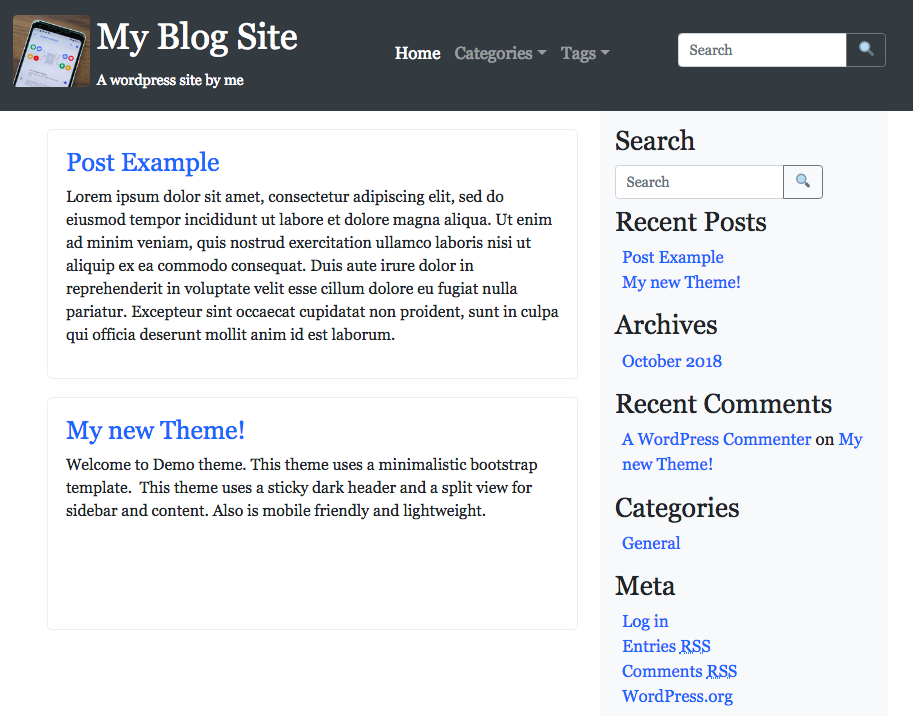 My Blog Site
A wordpress site by me
Home Categories Tags
Search
Post Example
Lorem ipsum dolor sit amet, consectetur adipiscing elit, sed do
eiusmod tempor incididunt ut labore et dolore magna aliqua. Ut enim
ad minim veniam, quis nostrud exercitation ullamco laboris nisi ut
aliquip ex ea commodo consequat. Duis aute irure dolor in
reprehenderit in voluptate velit esse cillum dolore eu fugiat nulla
pariatur. Excepteur sint occaecat cupidatat non proident, sunt in culpa
qui officia deserunt mollit anim id est laborum.
My new Theme!
Welcome to Demo theme. This theme uses a minimalistic bootstrap
template.  This theme uses a sticky dark header and a split view for
sidebar and content. Also is mobile friendly and lightweight.
Search
Search
Recent Posts
Post Example
My new Theme!
Archives
October 2018
Recent Comments
A WordPress Commenter on My
new Theme!
Categories
General
Meta
Log in
Entries RSS
Comments RSS
WordPress.org